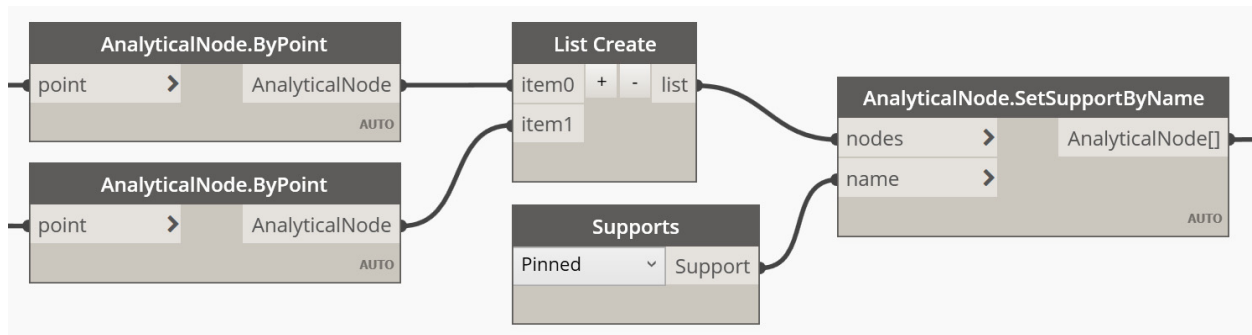 AnalyticalNode.ByPoint
point > AnalyticalNode
AUTO
AnalyticalNode.ByPoint
point > AnalyticalNode
AUTO
List Create
item0 + - list
item1
Supports
Pinned Support
AnalyticalNode.SetSupportByName
nodes > AnalyticalNode[]
name >
AUTO